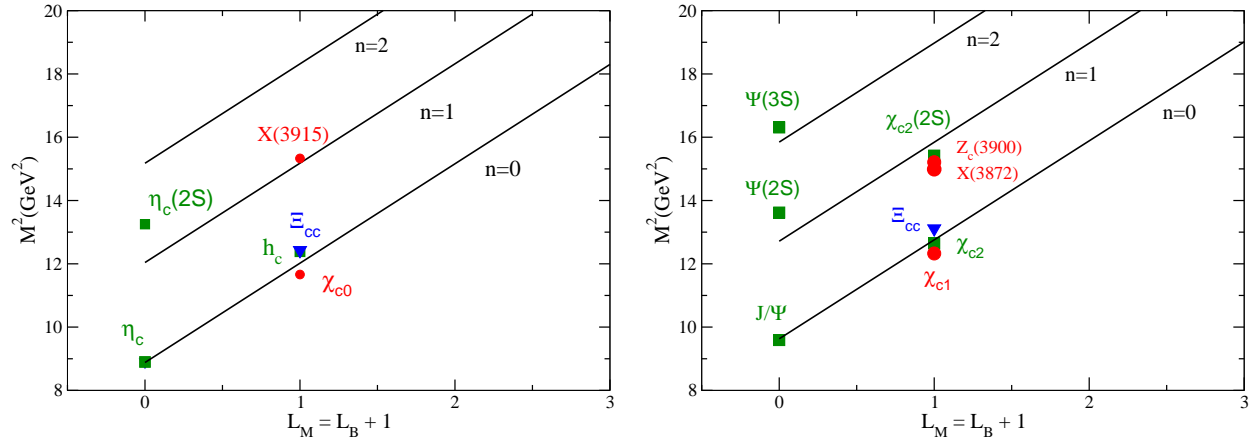 20
18
16
14
12
10
8
M²(GeV²)
n=2
n=1
n=0
X(3915)
η_c(2S)
Ξ_cc
h_c
χ_c0
η_c
0 1 2 3
L_M = L_B + 1
20
18
16
14
12
10
8
M²(GeV²)
n=2
n=1
n=0
Ψ(3S)
χ_c2(2S)
Z_c(3900)
X(3872)
Ψ(2S)
Ξ_cc
χ_c2
χ_c1
J/Ψ
0 1 2 3
L_M = L_B + 1